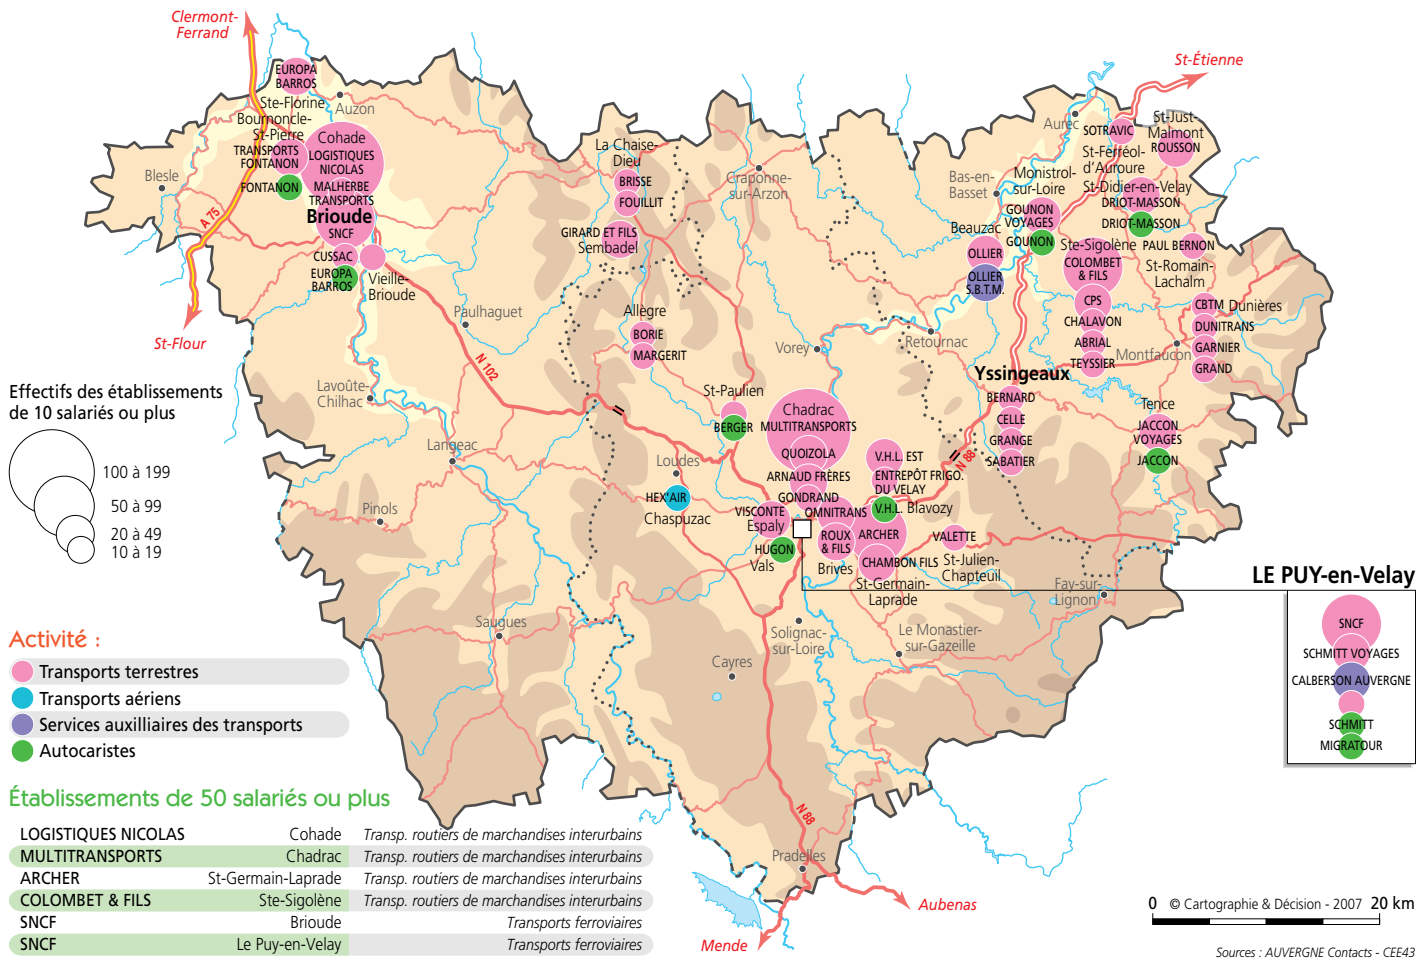 Clermont-
Ferrand
St-Étienne
EUROPA
BARROS
Ste-Florine
Auzon
Bournoncle-
St-Pierre
Cohade
TRANSPORTS
FONTANON
LOGISTIQUES
NICOLAS
FONTANON
MALHERBE
TRANSPORTS
Brioude
SNCF
Blesle
A 75
CUSSAC
EUROPA
BARROS
Vieille-
Brioude
St-Flour
Paulhaguet
N 102
La Chaise-
Dieu
BRISSE
FOUILLIT
GIRARD ET FILS
Sembadel
Craponne-
sur-Arzon
Allègre
BORIE
MARGERIT
Vorey
Retournac
Aurec
SOTRAVIC
St-Just-
Malmont
ROUSSON
St-Ferréol-
d'Auroure
Bas-en-
Basset
Monistrol-
sur-Loire
St-Didier-en-Velay
DRIOT-MASSON
DRIOT-MASSON
GOUNON
VOYAGES
GOUNON
Beauzac
OLLIER
OLLIER
S.B.T.M.
Ste-Sigolène
COLOMBET
& FILS
CPS
CHALAVON
ABRIAL
TEYSSIER
PAUL BERNON
St-Romain-
Lachalm
CBTM Dunières
DUNITRANS
GARNIER
GRAND
Montfaucon
Yssingeaux
BERNARD
CELLE
GRANGE
SABATIER
Tence
JACCON
VOYAGES
JACCON
Lavoûte-
Chilhac
Langeac
Pinols
Saugues
St-Paulien
BERGER
Loudes
HEX'AIR
Chaspuzac
Chadrac
MULTITRANSPORTS
QUOIZOLA
ARNAUD FRÈRES
GONDRAND
V.H.L. EST
ENTREPÔT FRIGO.
DU VELAY
V.H.L. Blavozy
N 88
VISCONTE
Espaly
OMNITRANS
HUGON
Vals
ROUX
& FILS
Brives
ARCHER
CHAMBON FILS
St-Germain-
Laprade
VALETTE
St-Julien-
Chapteuil
Fay-sur-
Lignon
Solignac-
sur-Loire
Le Monastier-
sur-Gazeille
Cayres
N 88
Pradelles
Aubenas
Mende
LE PUY-en-Velay
SNCF
SCHMITT VOYAGES
CALBERSON AUVERGNE
SCHMITT
MIGRATOUR
Effectifs des établissements
de 10 salariés ou plus
100 à 199
50 à 99
20 à 49
10 à 19
Activité :
Transports terrestres
Transports aériens
Services auxilliaires des transports
Autocaristes
Établissements de 50 salariés ou plus
LOGISTIQUES NICOLAS Cohade Transp. routiers de marchandises interurbains
MULTITRANSPORTS Chadrac Transp. routiers de marchandises interurbains
ARCHER St-Germain-Laprade Transp. routiers de marchandises interurbains
COLOMBET & FILS Ste-Sigolène Transp. routiers de marchandises interurbains
SNCF Brioude Transports ferroviaires
SNCF Le Puy-en-Velay Transports ferroviaires
0 © Cartographie & Décision - 2007 20 km
Sources : AUVERGNE Contacts - CEE43